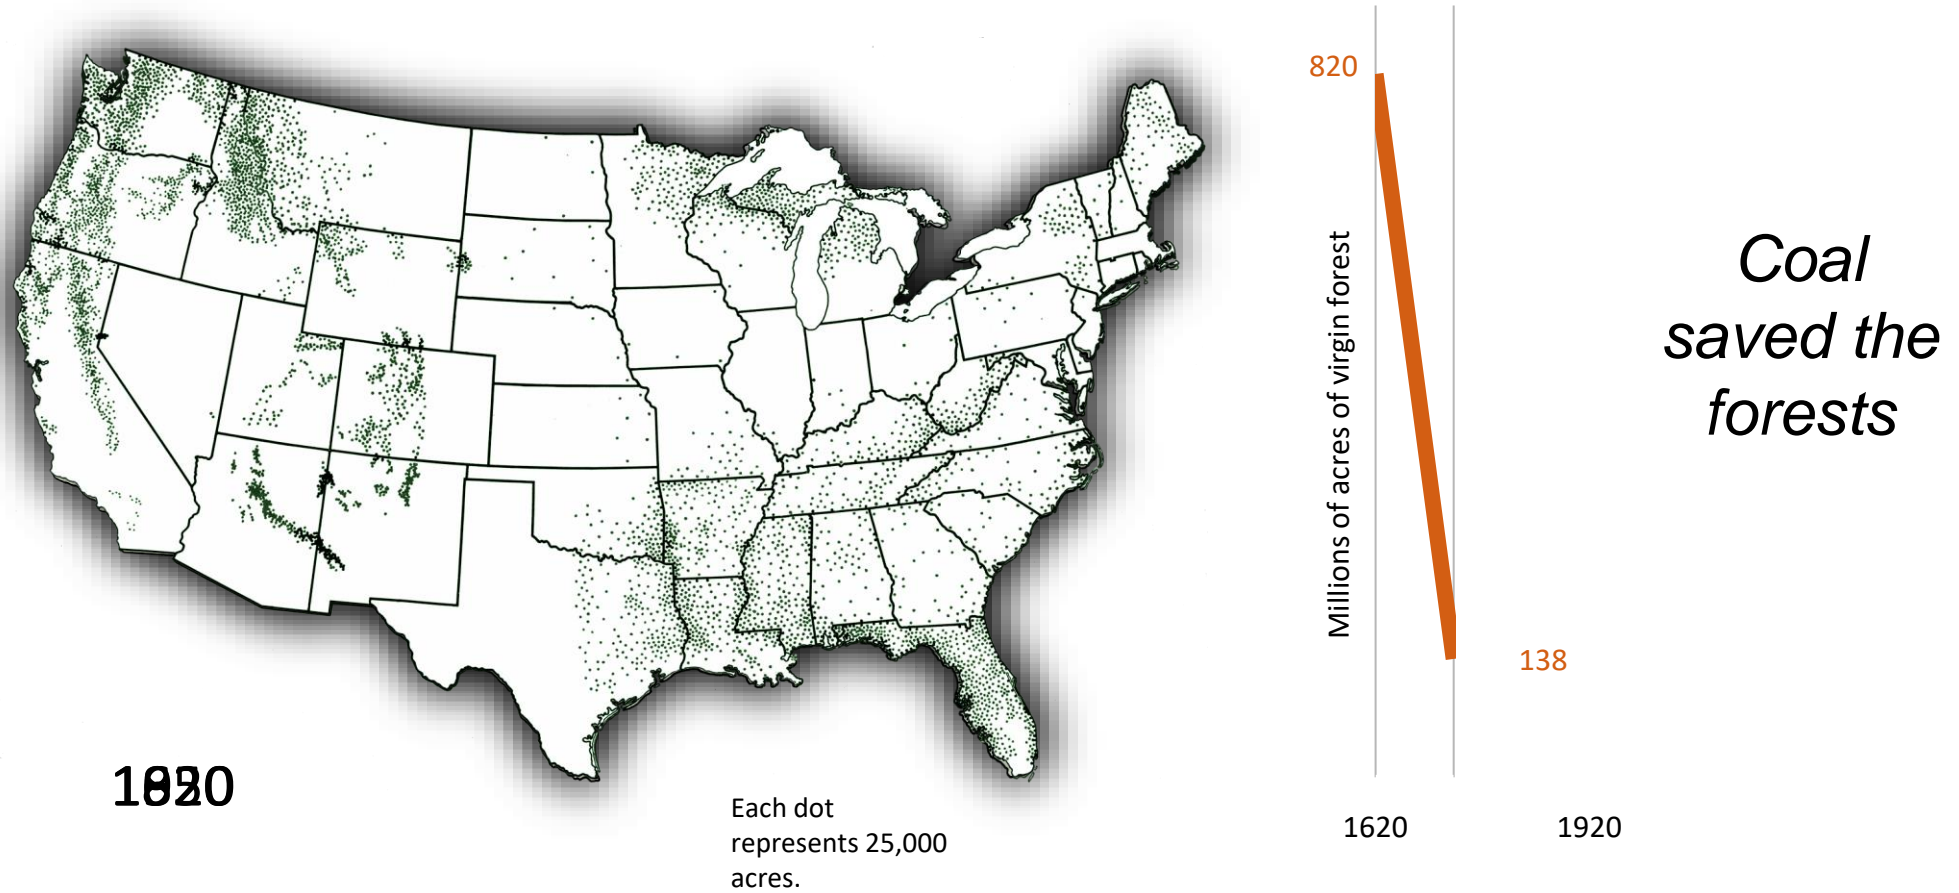 820
Millions of acres of virgin forest
138
1620
1920
Coal
saved the
forests
Each dot
represents 25,000
acres.